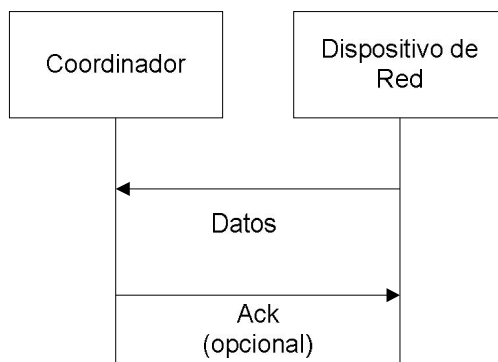 Coordinador
Dispositivo de
Red
Datos
Ack
(opcional)